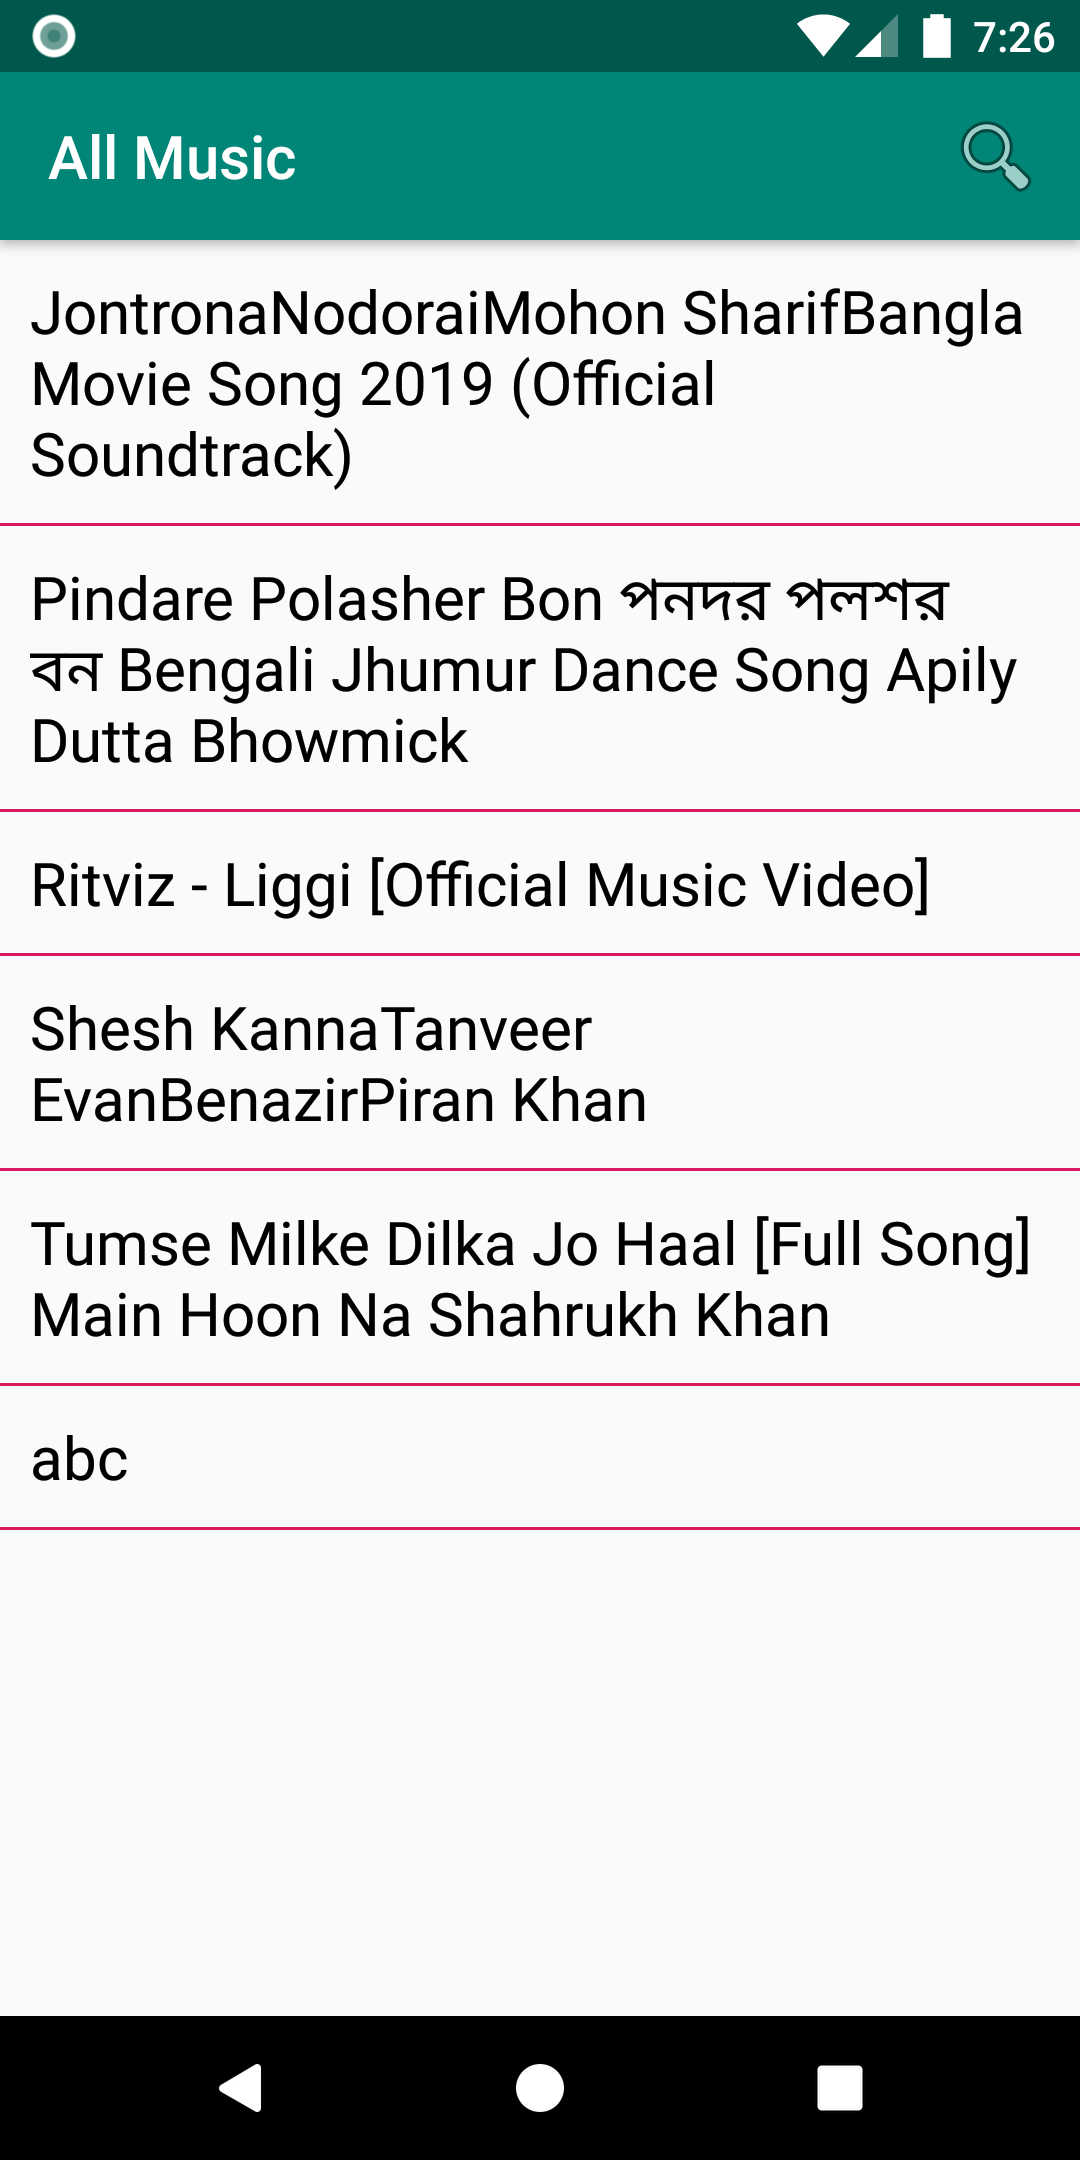 7:26
All Music
JontronaNodoraiMohon SharifBangla
Movie Song 2019 (Official
Soundtrack)
Pindare Polasher Bon পনদর পলশর
বন Bengali Jhumur Dance Song Apily
Dutta Bhowmick
Ritviz - Liggi [Official Music Video]
Shesh KannaTanveer
EvanBenazirPiran Khan
Tumse Milke Dilka Jo Haal [Full Song]
Main Hoon Na Shahrukh Khan
abc